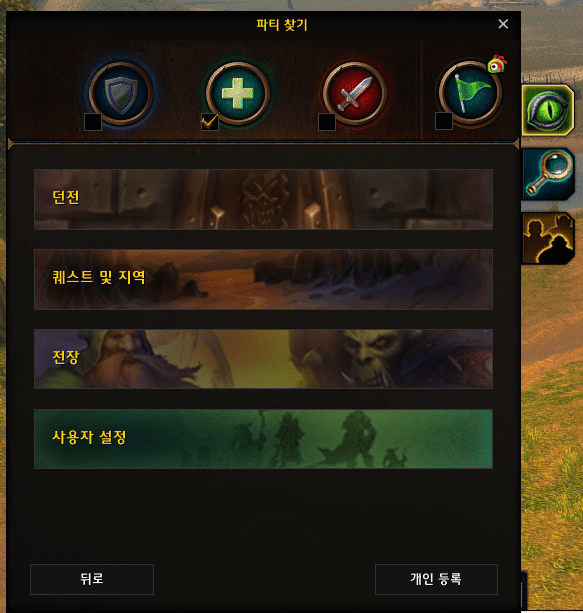 파티 찾기
던전
퀘스트 및 지역
전장
사용자 설정
뒤로
개인 등록